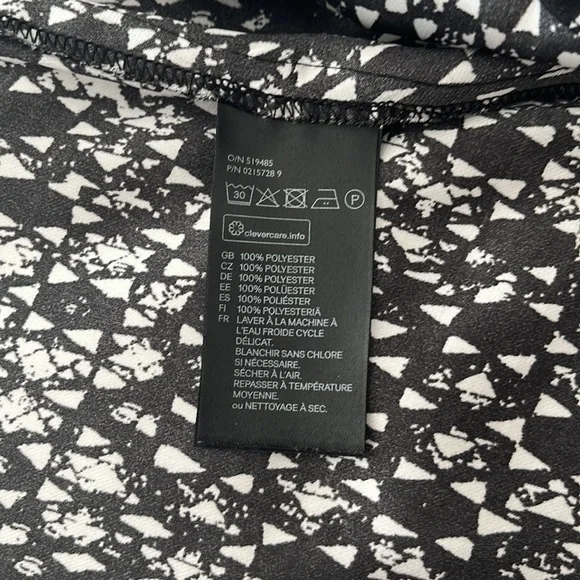 O/N 519485
P/N 0215728 9
30 P
clevercare.info
GB 100% POLYESTER
CZ 100% POLYESTER
DE 100% POLYESTER
EE 100% POLÜESTER
ES 100% POLIÉSTER
FI 100% POLYESTERIÄ
FR LAVER À LA MACHINE À
L'EAU FROIDE CYCLE
DÉLICAT.
BLANCHIR SANS CHLORE
SI NÉCESSAIRE.
SÉCHER À L'AIR.
REPASSER À TEMPÉRATURE
MOYENNE.
ou NETTOYAGE À SEC.